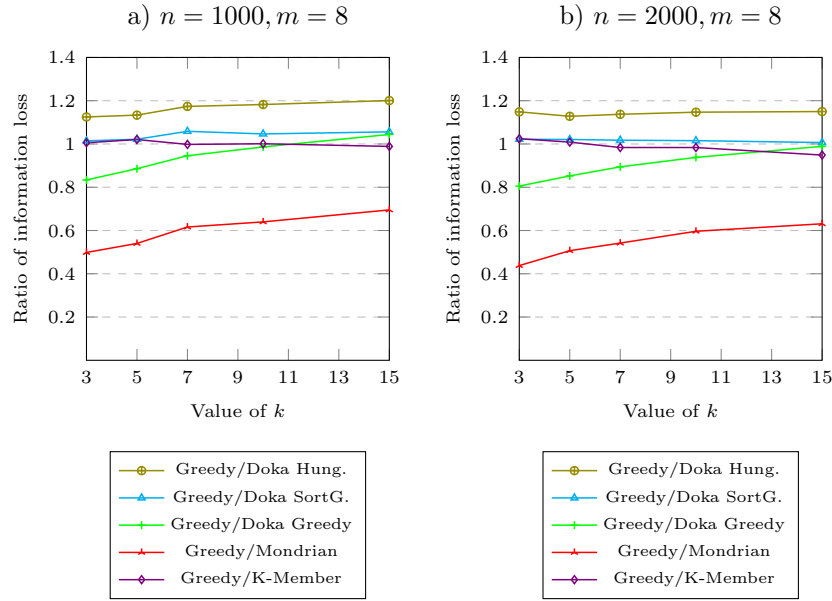 a) n = 1000, m = 8
1.4
1.2
1
0.8
0.6
0.4
0.2
3 5 7 9 11 13 15
Ratio of information loss
Value of k
Greedy/Doka Hung.
Greedy/Doka SortG.
Greedy/Doka Greedy
Greedy/Mondrian
Greedy/K-Member
b) n = 2000, m = 8
1.4
1.2
1
0.8
0.6
0.4
0.2
3 5 7 9 11 13 15
Ratio of information loss
Value of k
Greedy/Doka Hung.
Greedy/Doka SortG.
Greedy/Doka Greedy
Greedy/Mondrian
Greedy/K-Member